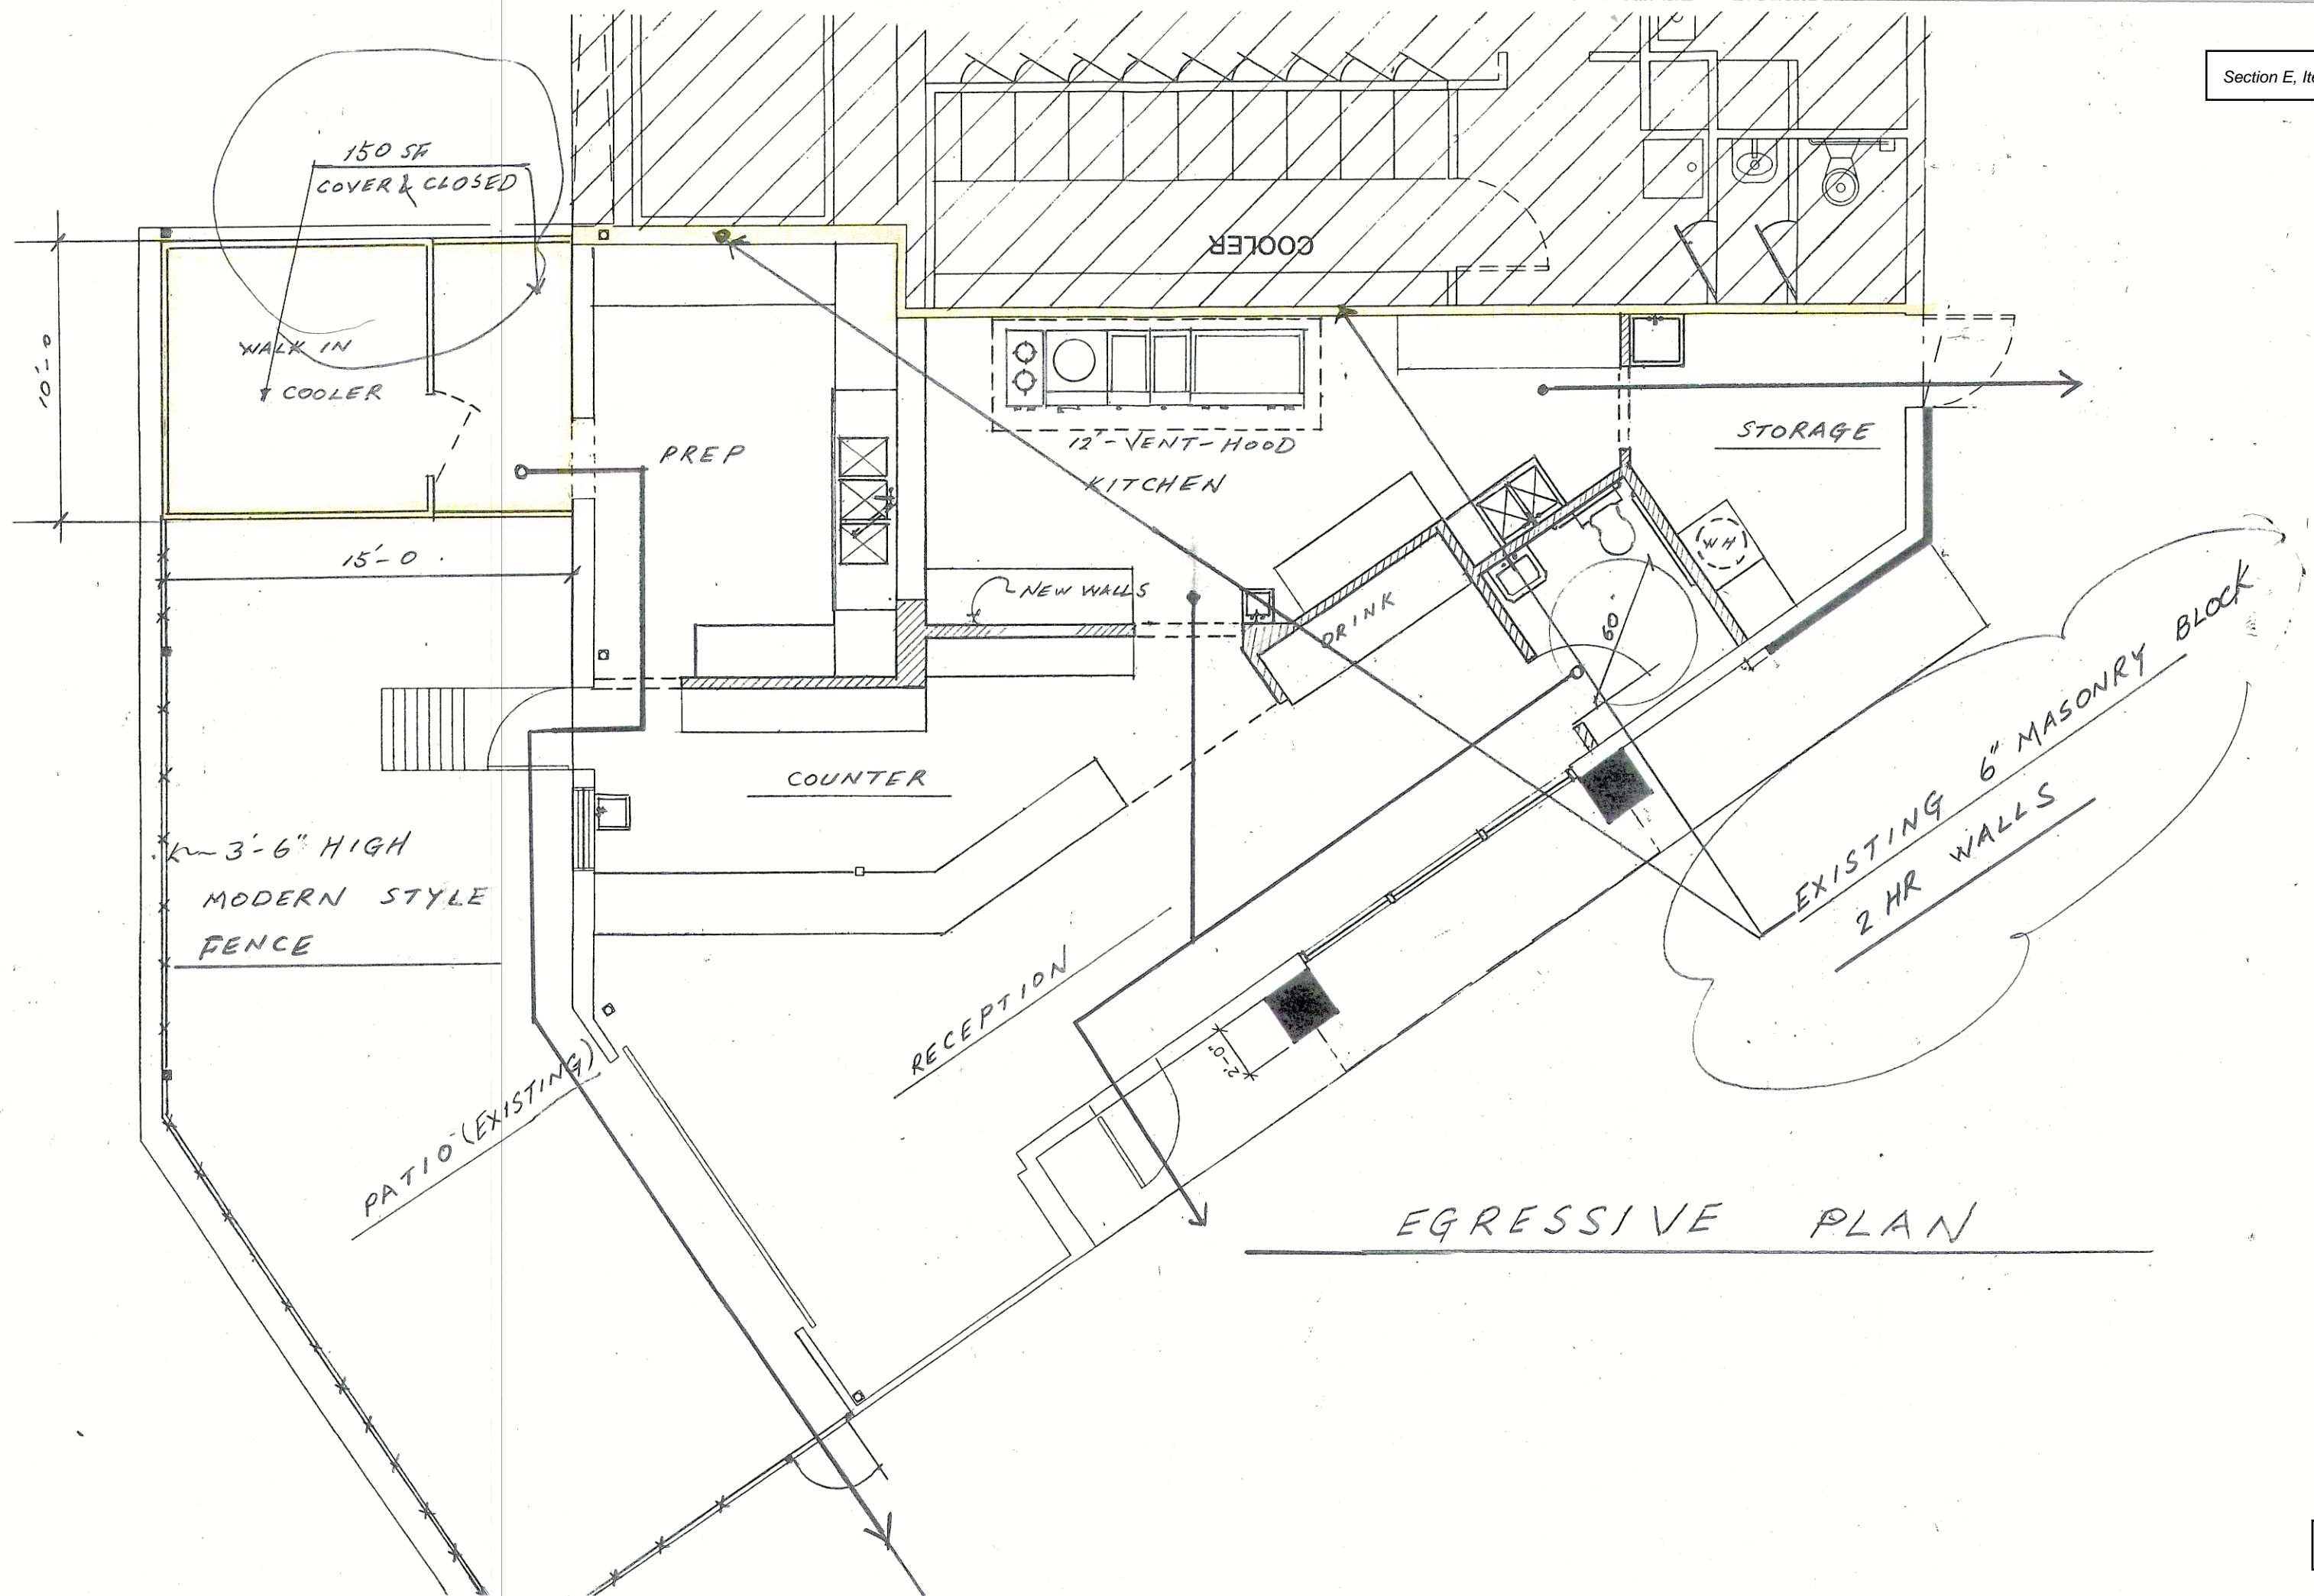 Section E, Ite
150 SF
COVER & CLOSED
COOLER
10'-0
WALK IN
COOLER
PREP
12'-VENT-HOOD
KITCHEN
STORAGE
15'-0
NEW WALLS
DRINK
60
WH
COUNTER
3'-6" HIGH
MODERN STYLE
FENCE
EXISTING 6" MASONRY BLOCK
2 HR WALLS
RECEPTION
2'-0"
PATIO (EXISTING)
EGRESSIVE PLAN